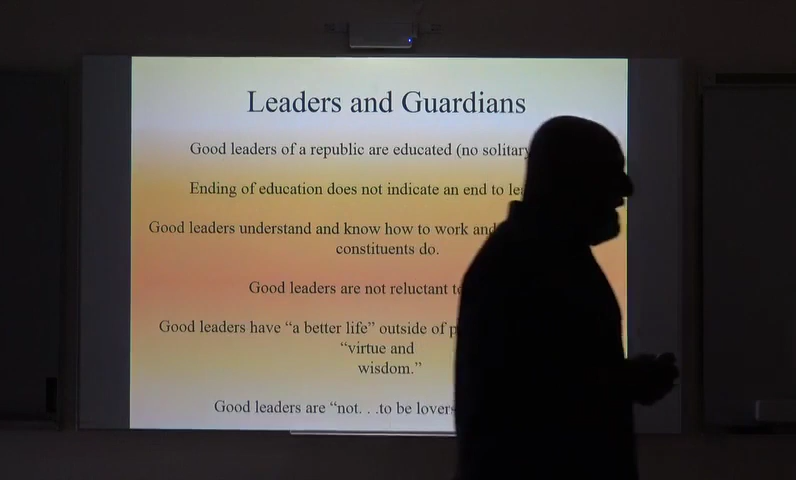 Leaders and Guardians
Good leaders of a republic are educated (no solitary
Ending of education does not indicate an end to
Good leaders understand and know how to work and
constituents do.
Good leaders are not reluctant
Good leaders have “a better life” outside of
“virtue and
wisdom.”
Good leaders are “not. . .to be lovers